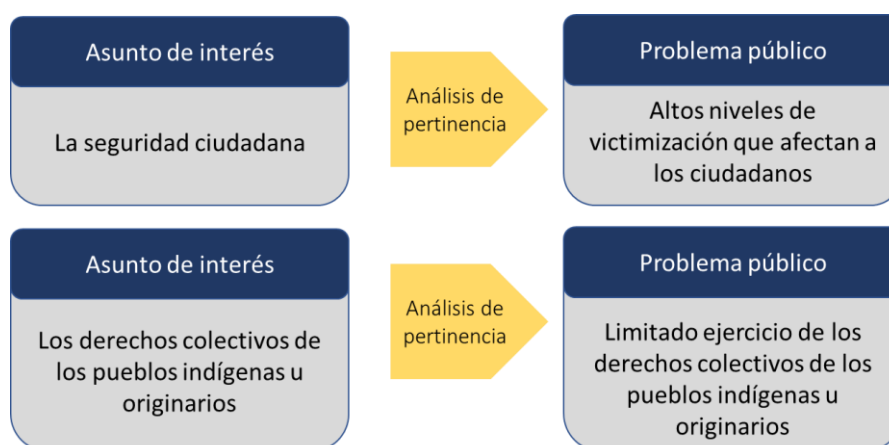 Asunto de interés
La seguridad ciudadana
Análisis de
pertinencia
Problema público
Altos niveles de
victimización que afectan a
los ciudadanos
Asunto de interés
Los derechos colectivos de
los pueblos indígenas u
originarios
Análisis de
pertinencia
Problema público
Limitado ejercicio de los
derechos colectivos de los
pueblos indígenas u
originarios